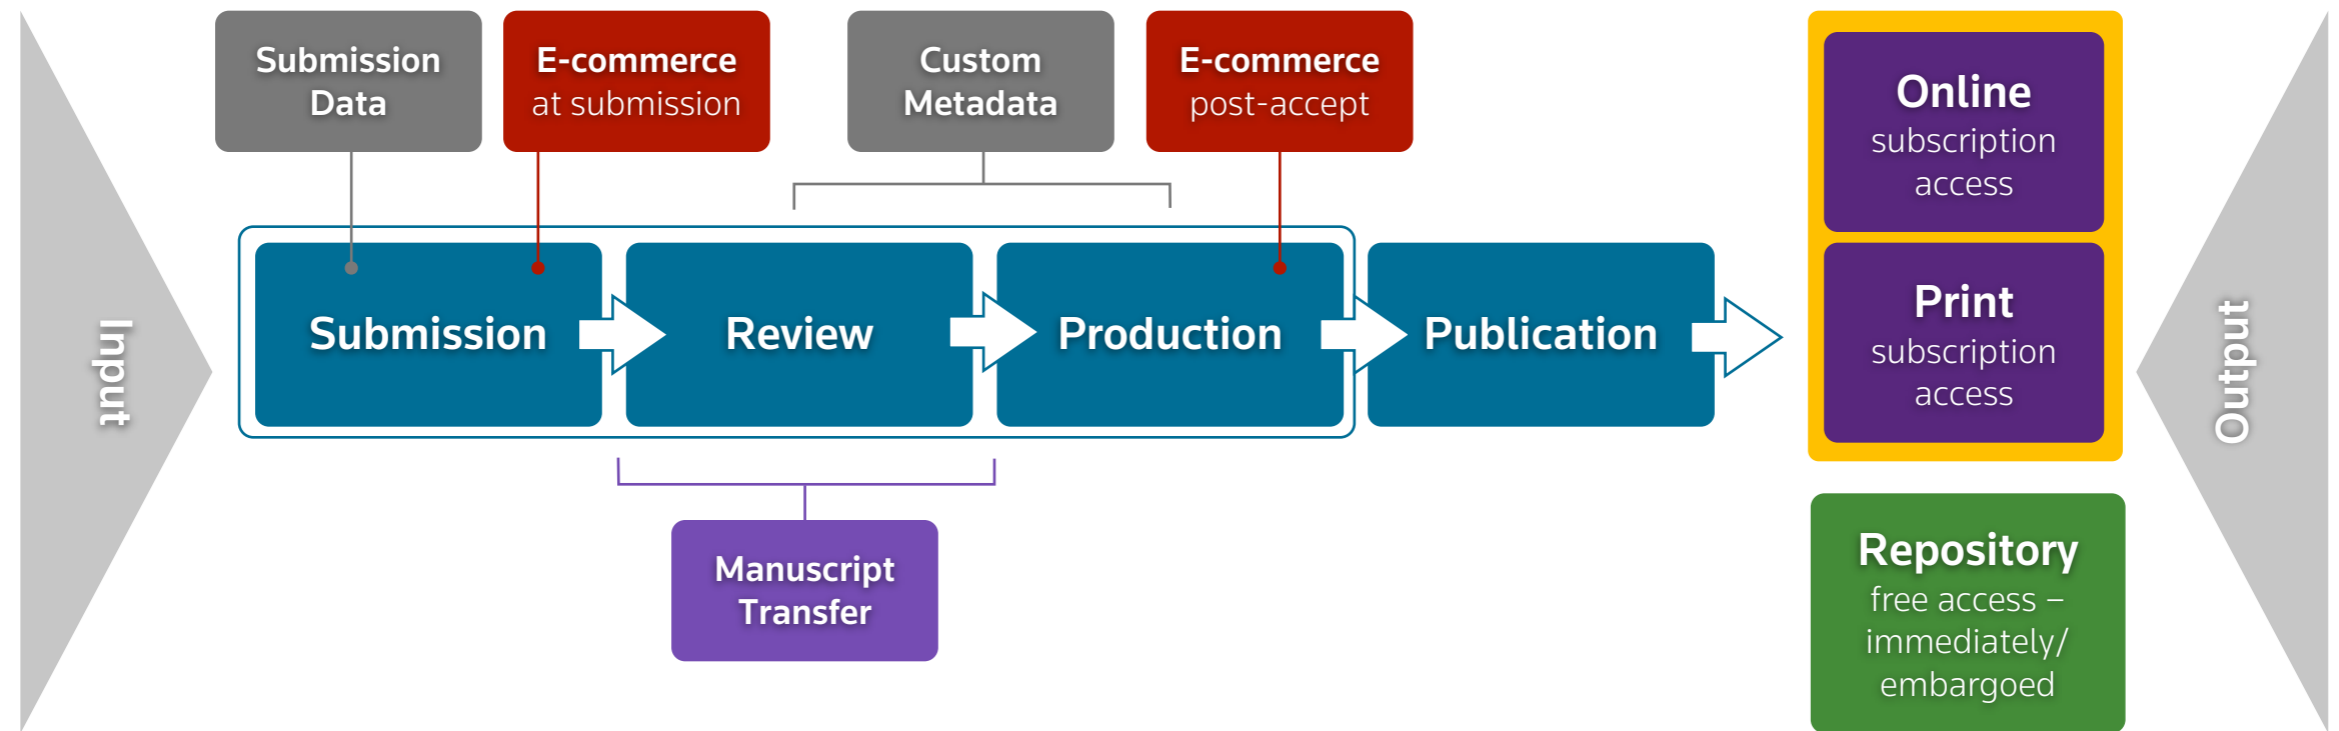 Input
Submission
Data
E-commerce
at submission
Custom
Metadata
E-commerce
post-accept
Submission
Review
Production
Publication
Manuscript
Transfer
Online
subscription
access
Print
subscription
access
Repository
free access –
immediately/
embargoed
Output